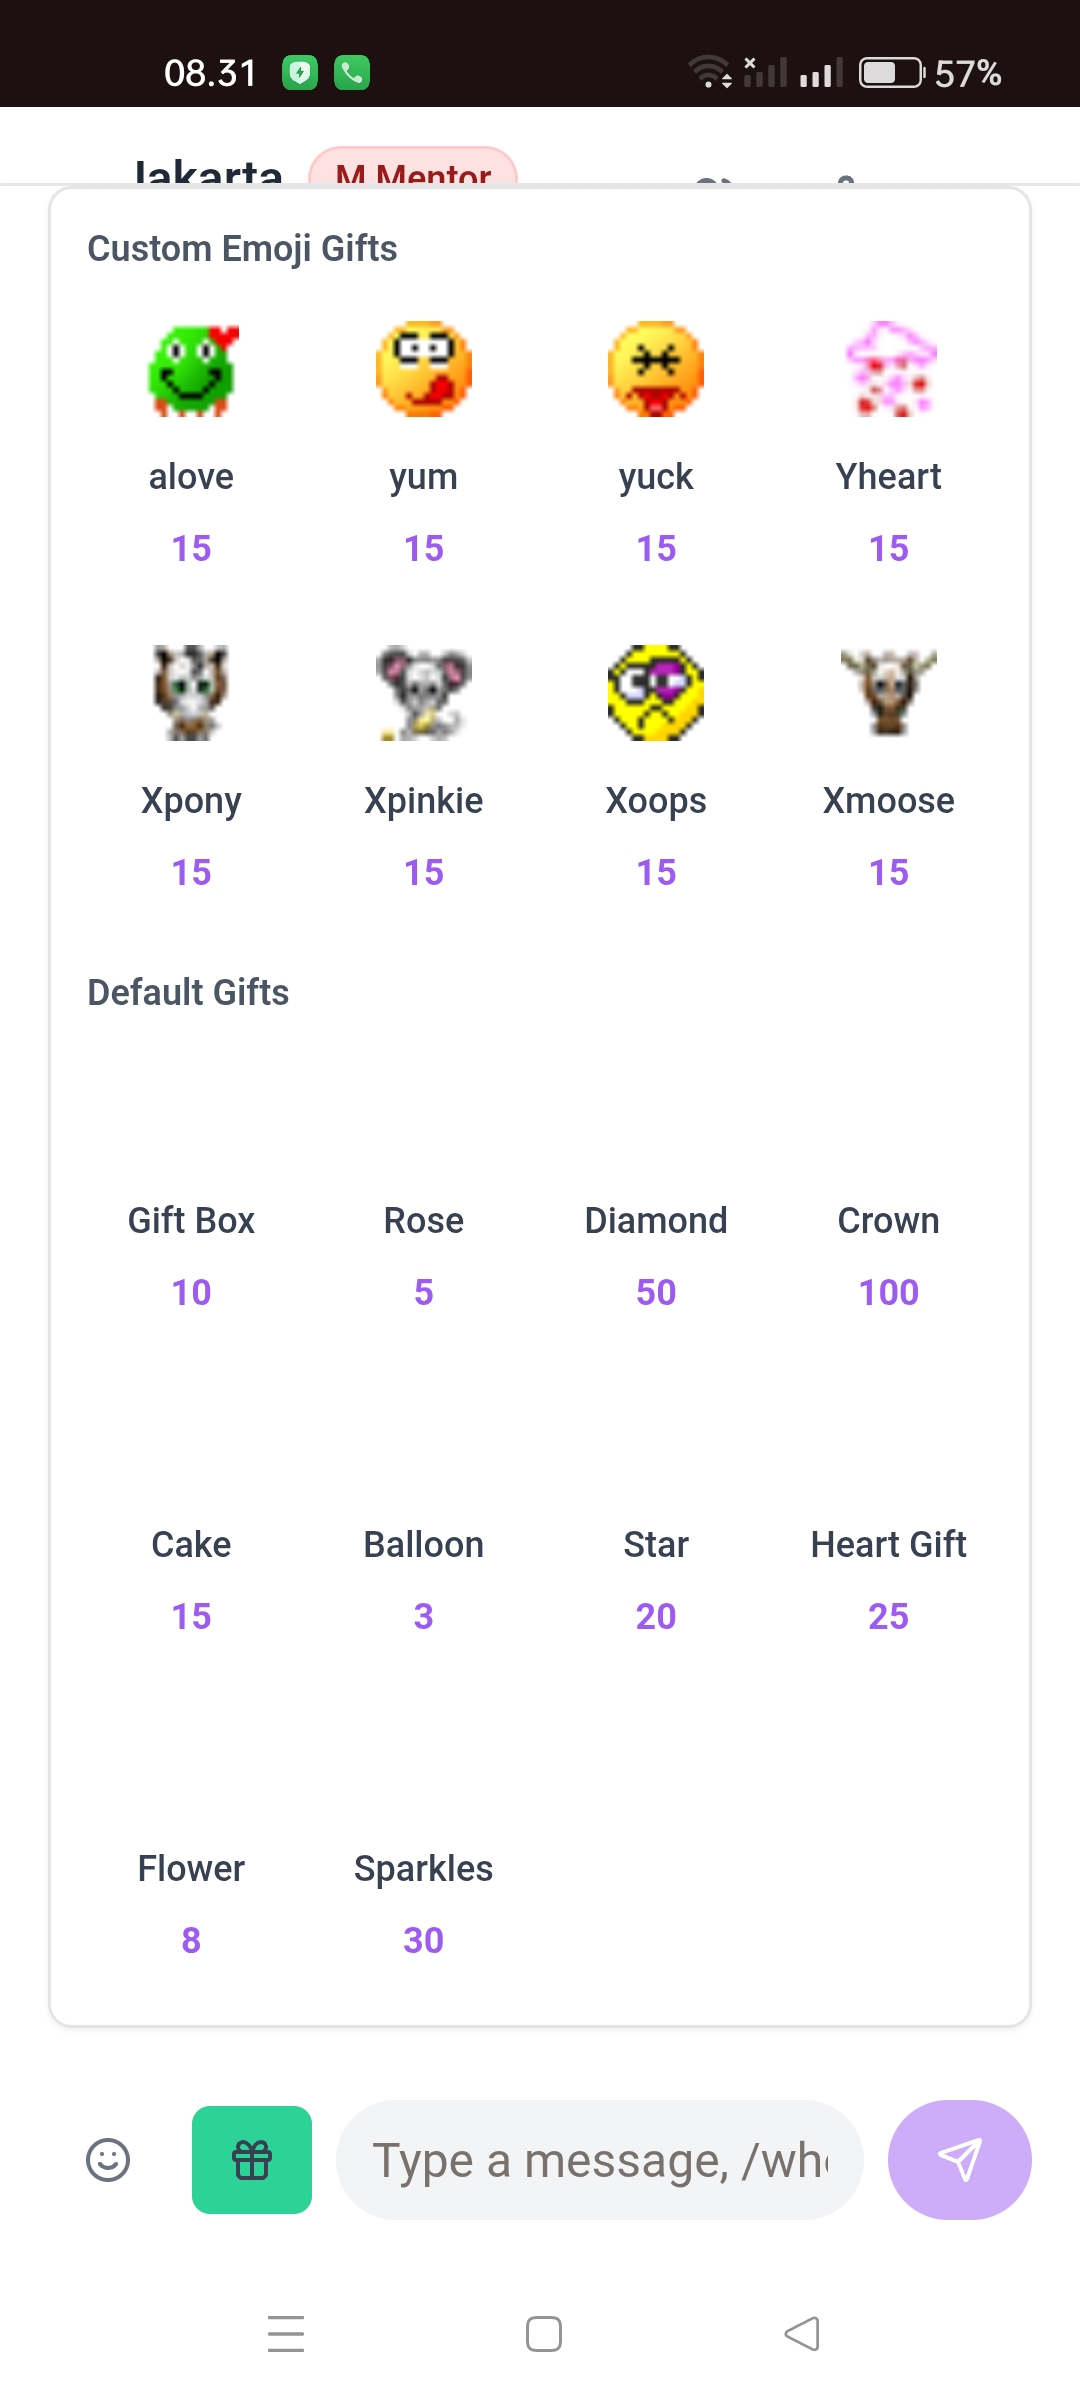 08.31 57%
Jakarta M Mentor
Custom Emoji Gifts
alove yum yuck Yheart
15 15 15 15
Xpony Xpinkie Xoops Xmoose
15 15 15 15
Default Gifts
Gift Box Rose Diamond Crown
10 5 50 100
Cake Balloon Star Heart Gift
15 3 20 25
Flower Sparkles
8 30
Type a message, /who